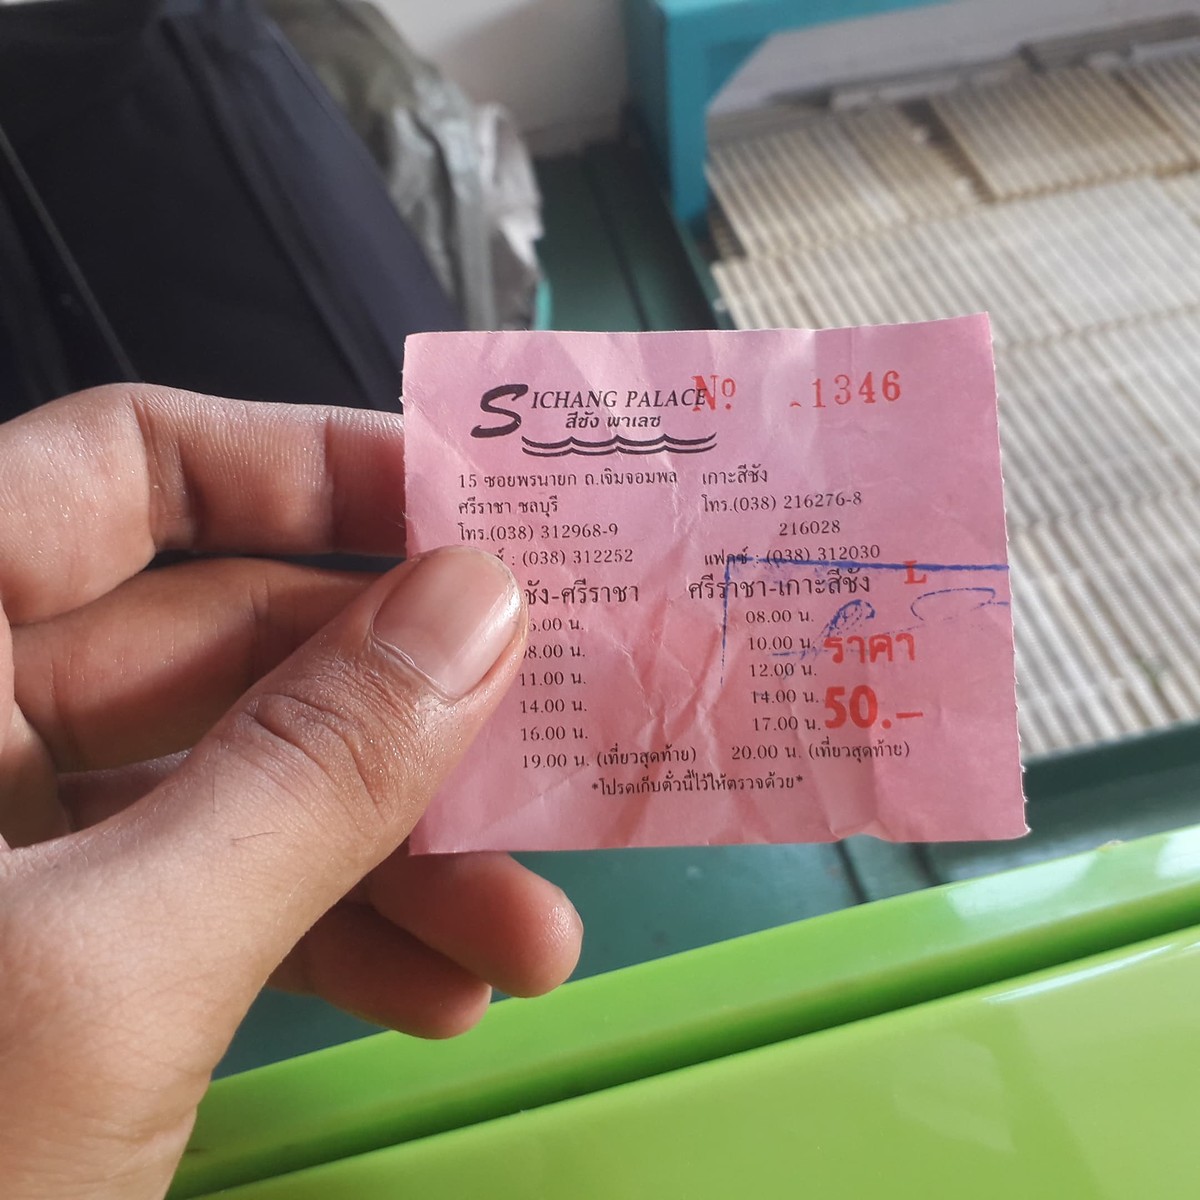 SICHANG PALACE No. 1346
สีชัง พาเลซ
15 ซอยพรนายก ถ.เจิมจอมพล เกาะสีชัง
ศรีราชา ชลบุรี โทร.(038) 216276-8
โทร.(038) 312968-9 216028
: (038) 312252 แฟกซ์ : (038) 312030
ชัง-ศรีราชา ศรีราชา-เกาะสีชัง L
.00 น. 08.00 น.
8.00 น. 10.00 น. ราคา
11.00 น. 12.00 น.
14.00 น. 14.00 น. 50.-
16.00 น. 17.00 น.
19.00 น. (เที่ยวสุดท้าย) 20.00 น. (เที่ยวสุดท้าย)
*โปรดเก็บตั๋วนี้ไว้ให้ตรวจด้วย*